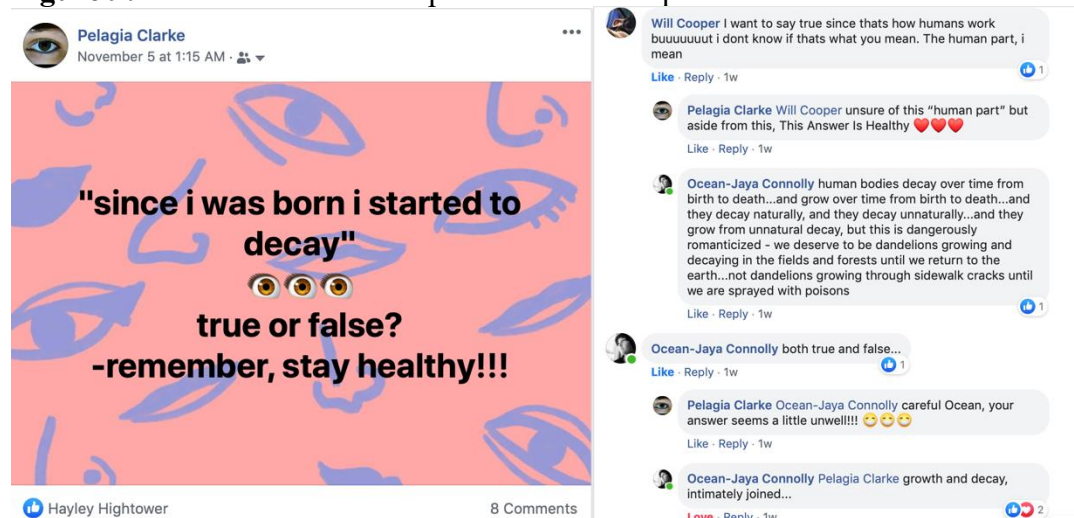 Pelagia Clarke
November 5 at 1:15 AM ·
"since i was born i started to
decay"
true or false?
-remember, stay healthy!!!
Hayley Hightower
8 Comments
Will Cooper I want to say true since thats how humans work
buuuuuuut i dont know if thats what you mean. The human part, i
mean
1
Like · Reply · 1w
Pelagia Clarke Will Cooper unsure of this "human part" but
aside from this, This Answer Is Healthy ❤️❤️❤️
Like · Reply · 1w
Ocean-Jaya Connolly human bodies decay over time from
birth to death...and grow over time from birth to death...and
they decay naturally, and they decay unnaturally...and they
grow from unnatural decay, but this is dangerously
romanticized - we deserve to be dandelions growing and
decaying in the fields and forests until we return to the
earth...not dandelions growing through sidewalk cracks until
we are sprayed with poisons
1
Like · Reply · 1w
Ocean-Jaya Connolly both true and false...
1
Like · Reply · 1w
Pelagia Clarke Ocean-Jaya Connolly careful Ocean, your
answer seems a little unwell!!! 😷😷😷
Like · Reply · 1w
Ocean-Jaya Connolly Pelagia Clarke growth and decay,
intimately joined...
2
Love · Reply · 1w